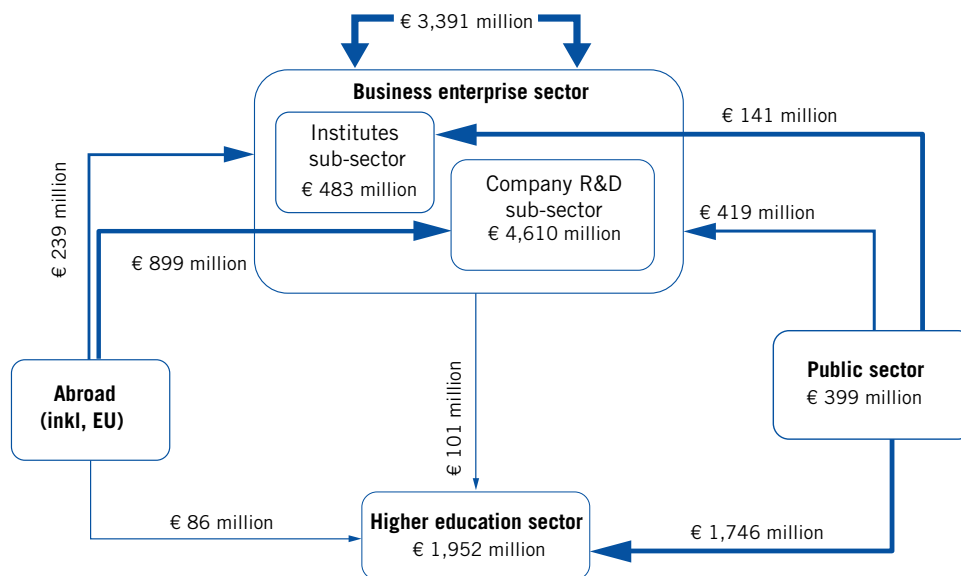 € 3,391 million
Business enterprise sector
Institutes
sub-sector
€ 483 million
Company R&D
sub-sector
€ 4,610 million
€ 141 million
€ 419 million
€ 239 million
€ 899 million
Abroad
(inkl, EU)
Public sector
€ 399 million
€ 101 million
€ 86 million
Higher education sector
€ 1,952 million
€ 1,746 million